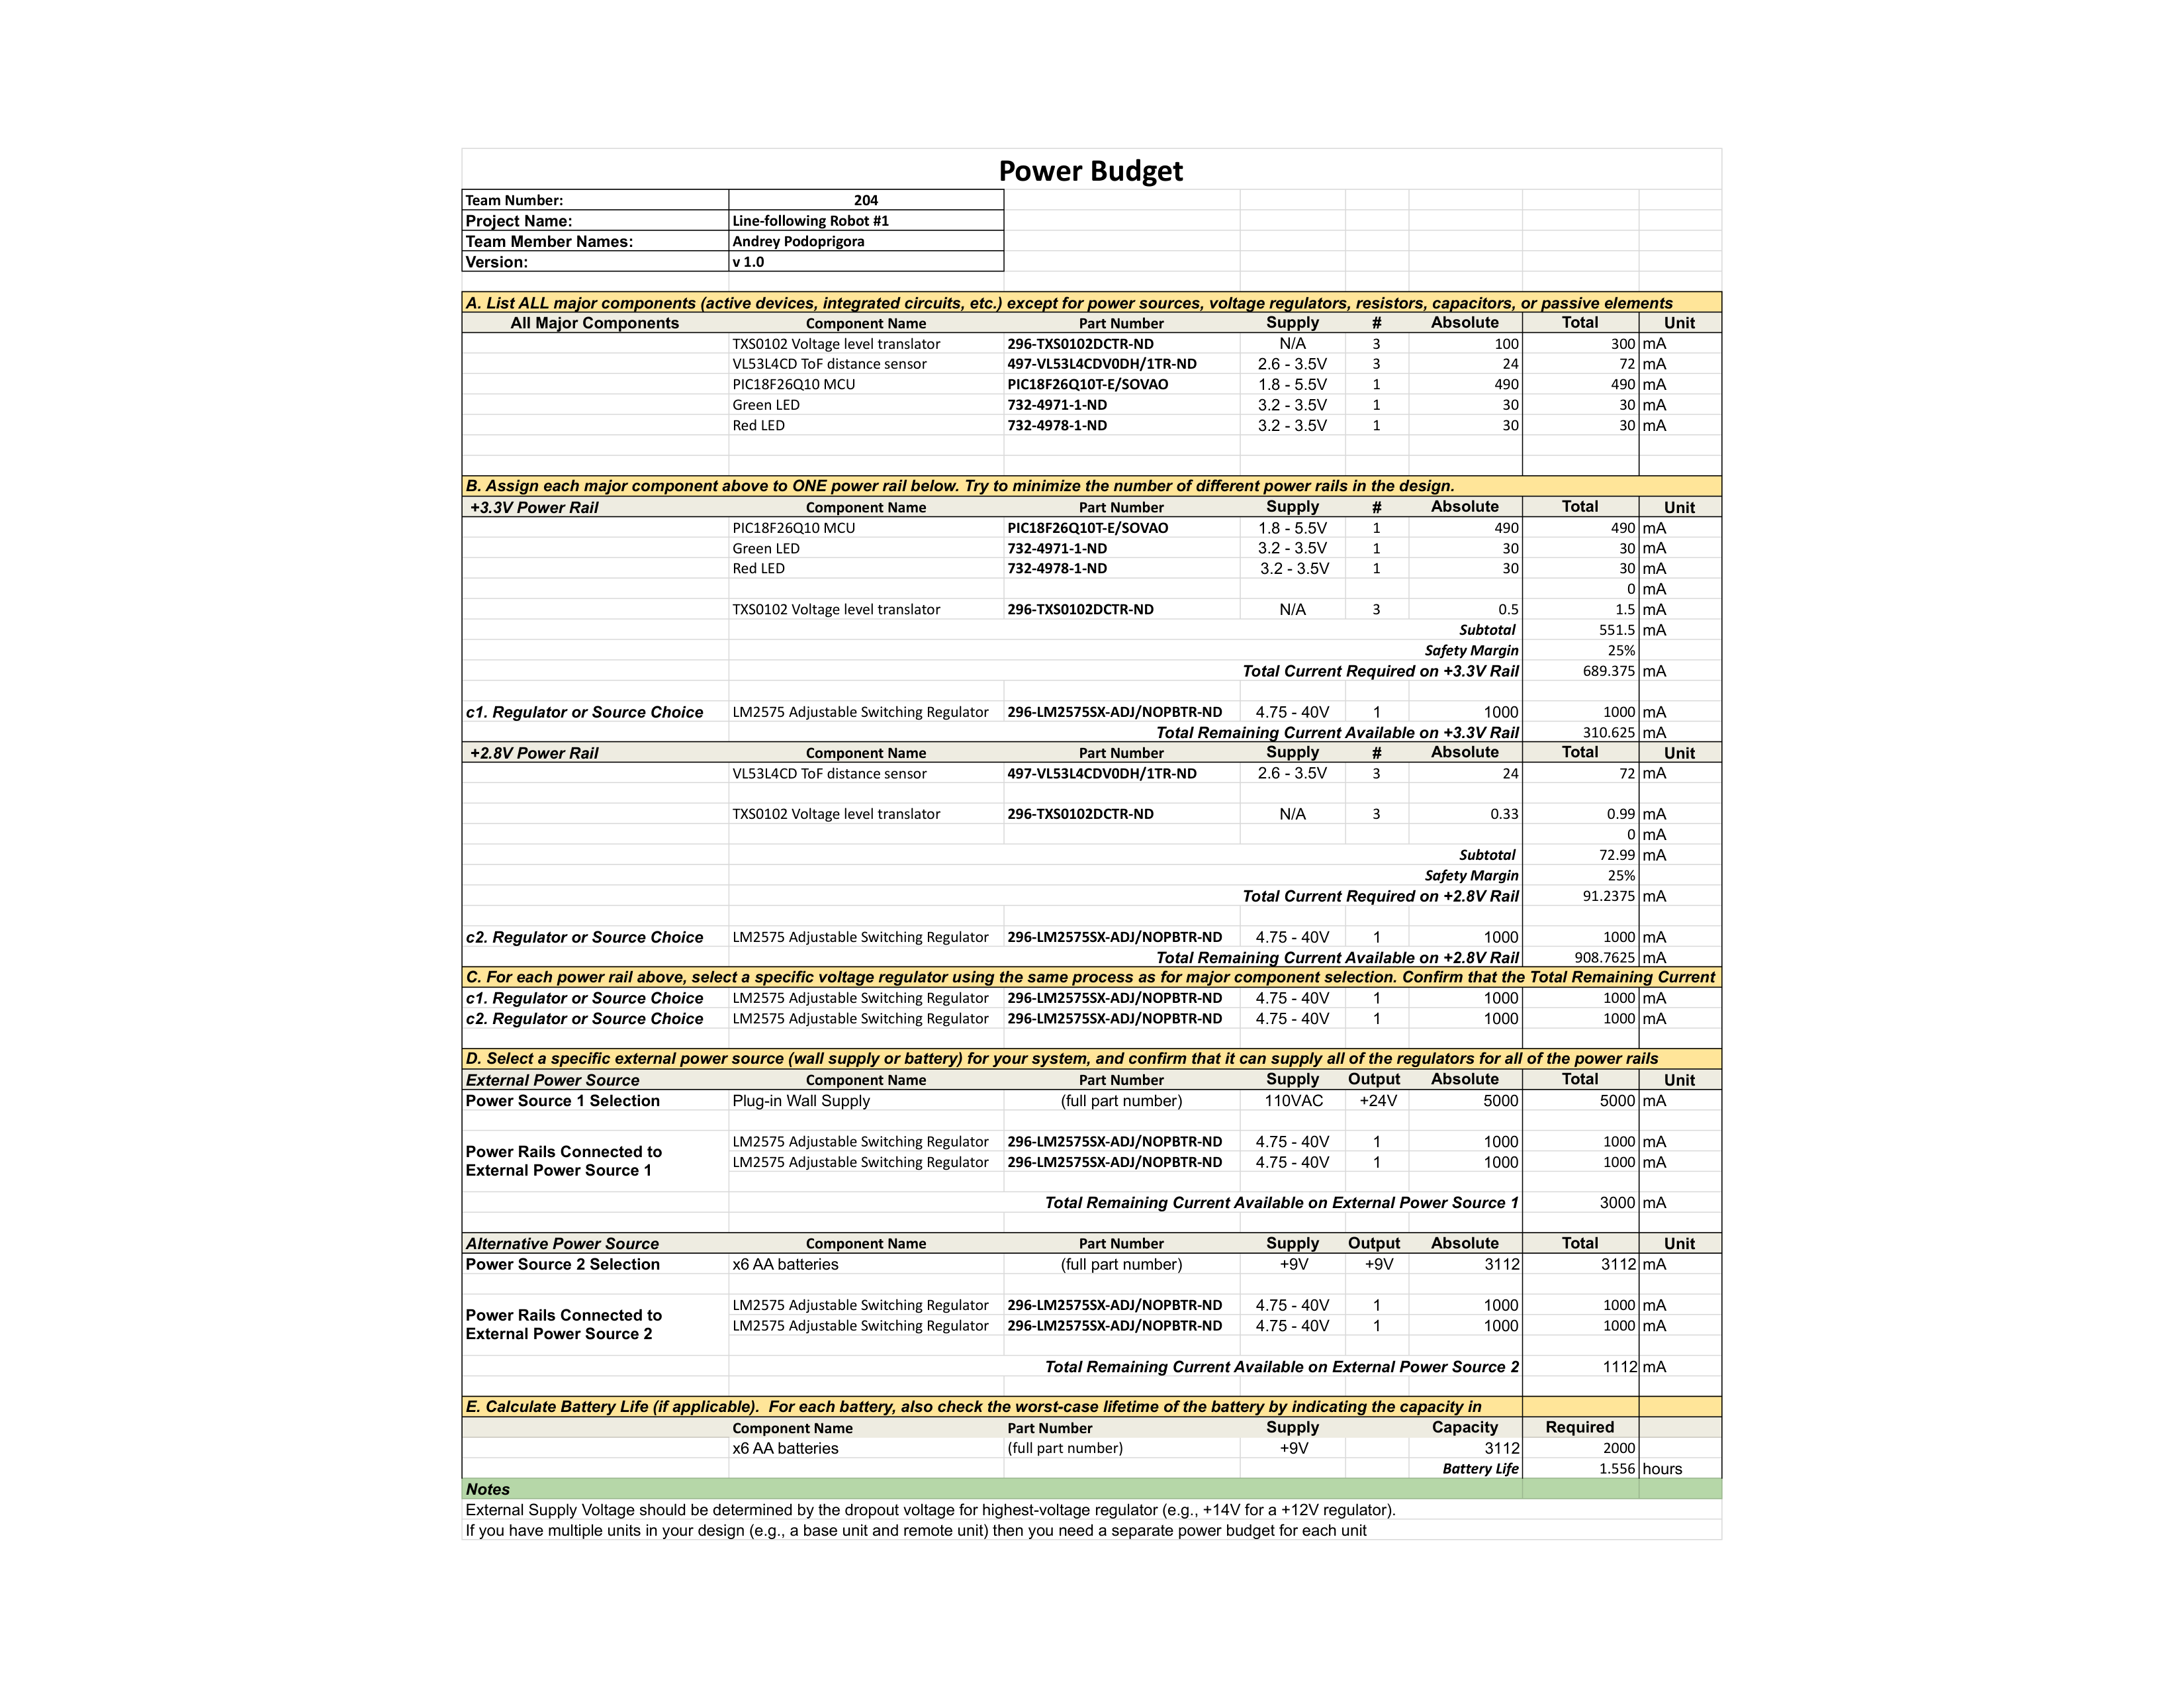 Power Budget
Team Number: 204
Project Name: Line-following Robot #1
Team Member Names: Andrey Podoprigora
Version: v 1.0
A. List ALL major components (active devices, integrated circuits, etc.) except for power sources, voltage regulators, resistors, capacitors, or passive elements
All Major Components Component Name Part Number Supply # Absolute Total Unit
TXS0102 Voltage level translator 296-TXS0102DCTR-ND N/A 3 100 300 mA
VL53L4CD ToF distance sensor 497-VL53L4CDV0DH/1TR-ND 2.6 - 3.5V 3 24 72 mA
PIC18F26Q10 MCU PIC18F26Q10T-E/SOVAO 1.8 - 5.5V 1 490 490 mA
Green LED 732-4971-1-ND 3.2 - 3.5V 1 30 30 mA
Red LED 732-4978-1-ND 3.2 - 3.5V 1 30 30 mA
B. Assign each major component above to ONE power rail below. Try to minimize the number of different power rails in the design.
+3.3V Power Rail Component Name Part Number Supply # Absolute Total Unit
PIC18F26Q10 MCU PIC18F26Q10T-E/SOVAO 1.8 - 5.5V 1 490 490 mA
Green LED 732-4971-1-ND 3.2 - 3.5V 1 30 30 mA
Red LED 732-4978-1-ND 3.2 - 3.5V 1 30 30 mA
0 mA
TXS0102 Voltage level translator 296-TXS0102DCTR-ND N/A 3 0.5 1.5 mA
Subtotal 551.5 mA
Safety Margin 25%
Total Current Required on +3.3V Rail 689.375 mA
c1. Regulator or Source Choice LM2575 Adjustable Switching Regulator 296-LM2575SX-ADJ/NOPBTR-ND 4.75 - 40V 1 1000 1000 mA
Total Remaining Current Available on +3.3V Rail 310.625 mA
+2.8V Power Rail Component Name Part Number Supply # Absolute Total Unit
VL53L4CD ToF distance sensor 497-VL53L4CDV0DH/1TR-ND 2.6 - 3.5V 3 24 72 mA
TXS0102 Voltage level translator 296-TXS0102DCTR-ND N/A 3 0.33 0.99 mA
0 mA
Subtotal 72.99 mA
Safety Margin 25%
Total Current Required on +2.8V Rail 91.2375 mA
c2. Regulator or Source Choice LM2575 Adjustable Switching Regulator 296-LM2575SX-ADJ/NOPBTR-ND 4.75 - 40V 1 1000 1000 mA
Total Remaining Current Available on +2.8V Rail 908.7625 mA
C. For each power rail above, select a specific voltage regulator using the same process as for major component selection. Confirm that the Total Remaining Current
c1. Regulator or Source Choice LM2575 Adjustable Switching Regulator 296-LM2575SX-ADJ/NOPBTR-ND 4.75 - 40V 1 1000 1000 mA
c2. Regulator or Source Choice LM2575 Adjustable Switching Regulator 296-LM2575SX-ADJ/NOPBTR-ND 4.75 - 40V 1 1000 1000 mA
D. Select a specific external power source (wall supply or battery) for your system, and confirm that it can supply all of the regulators for all of the power rails
External Power Source Component Name Part Number Supply Output Absolute Total Unit
Power Source 1 Selection Plug-in Wall Supply (full part number) 110VAC +24V 5000 5000 mA
Power Rails Connected to External Power Source 1
LM2575 Adjustable Switching Regulator 296-LM2575SX-ADJ/NOPBTR-ND 4.75 - 40V 1 1000 1000 mA
LM2575 Adjustable Switching Regulator 296-LM2575SX-ADJ/NOPBTR-ND 4.75 - 40V 1 1000 1000 mA
Total Remaining Current Available on External Power Source 1 3000 mA
Alternative Power Source Component Name Part Number Supply Output Absolute Total Unit
Power Source 2 Selection x6 AA batteries (full part number) +9V +9V 3112 3112 mA
Power Rails Connected to External Power Source 2
LM2575 Adjustable Switching Regulator 296-LM2575SX-ADJ/NOPBTR-ND 4.75 - 40V 1 1000 1000 mA
LM2575 Adjustable Switching Regulator 296-LM2575SX-ADJ/NOPBTR-ND 4.75 - 40V 1 1000 1000 mA
Total Remaining Current Available on External Power Source 2 1112 mA
E. Calculate Battery Life (if applicable). For each battery, also check the worst-case lifetime of the battery by indicating the capacity in
Component Name Part Number Supply Capacity Required
x6 AA batteries (full part number) +9V 3112 2000
Battery Life 1.556 hours
Notes
External Supply Voltage should be determined by the dropout voltage for highest-voltage regulator (e.g., +14V for a +12V regulator).
If you have multiple units in your design (e.g., a base unit and remote unit) then you need a separate power budget for each unit